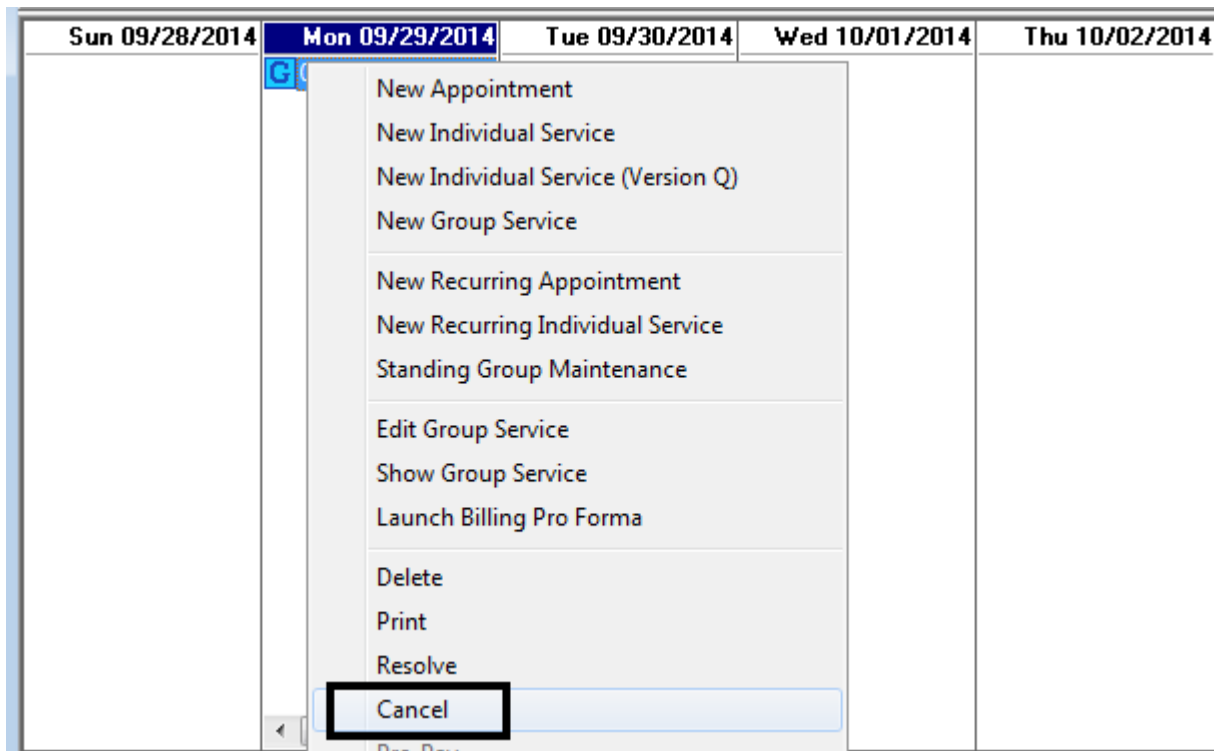 Sun 09/28/2014 Mon 09/29/2014 Tue 09/30/2014 Wed 10/01/2014 Thu 10/02/2014
G
New Appointment
New Individual Service
New Individual Service (Version Q)
New Group Service
New Recurring Appointment
New Recurring Individual Service
Standing Group Maintenance
Edit Group Service
Show Group Service
Launch Billing Pro Forma
Delete
Print
Resolve
Cancel